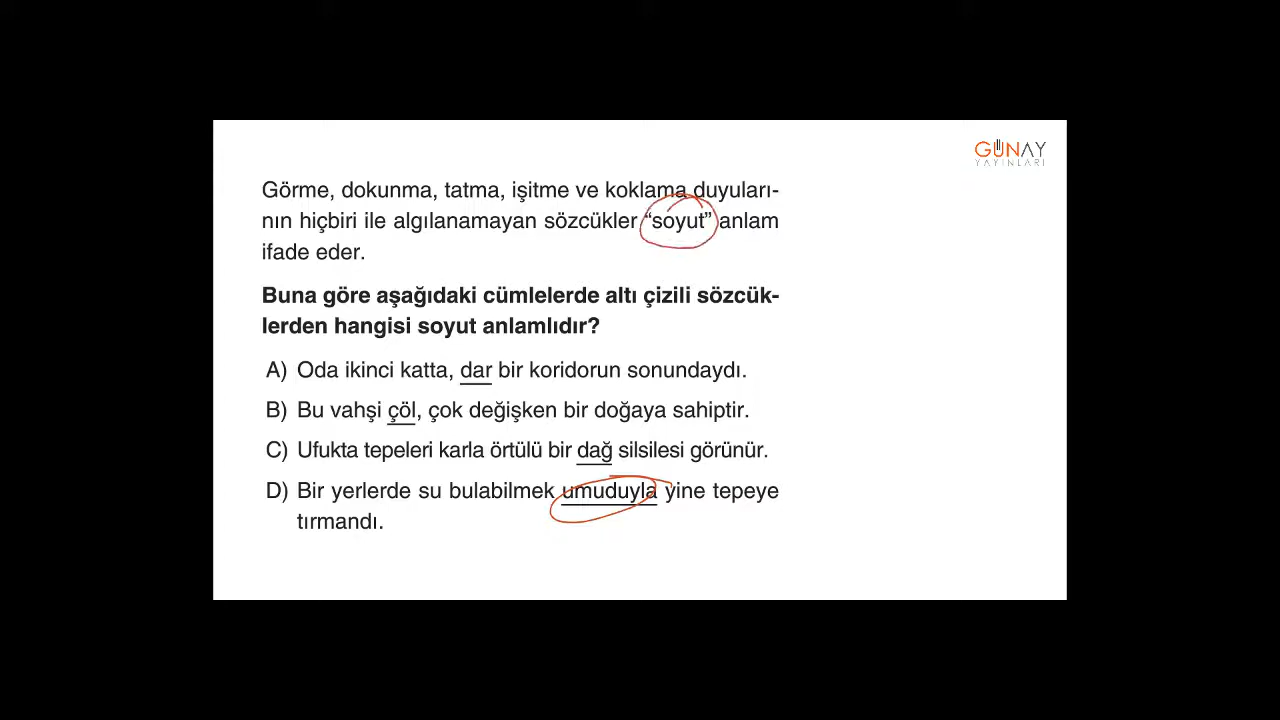 GÜNAY
YAYINLARI
Görme, dokunma, tatma, işitme ve koklama duyuları-
nın hiçbiri ile algılanamayan sözcükler “soyut” anlam
ifade eder.
Buna göre aşağıdaki cümlelerde altı çizili sözcük-
lerden hangisi soyut anlamlıdır?
A) Oda ikinci katta, dar bir koridorun sonundaydı.
B) Bu vahşi çöl, çok değişken bir doğaya sahiptir.
C) Ufukta tepeleri karla örtülü bir dağ silsilesi görünür.
D) Bir yerlerde su bulabilmek umuduyla yine tepeye
tırmandı.